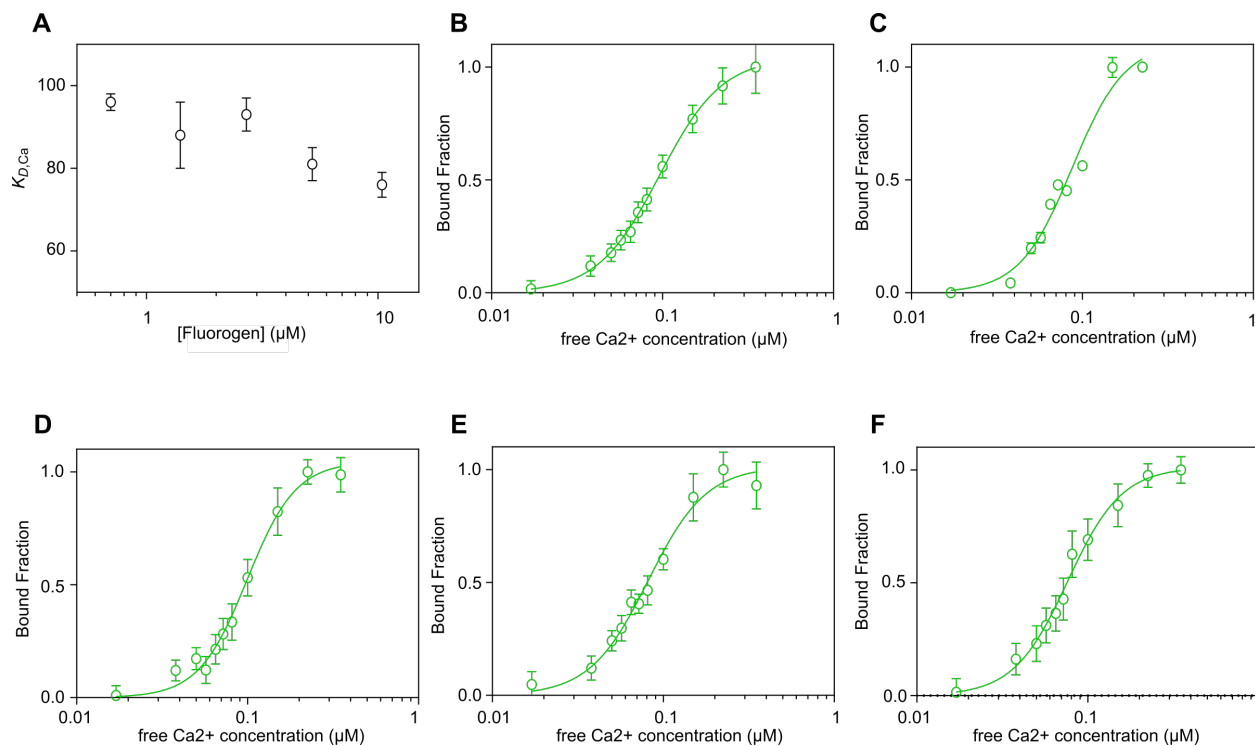 A
K_D,Ca
100
80
60
1
10
[Fluorogen] (µM)
B
Bound Fraction
1.0
0.5
0.0
0.01
0.1
1
free Ca2+ concentration (µM)
C
Bound Fraction
1.0
0.5
0.0
0.01
0.1
1
free Ca2+ concentration (µM)
D
Bound Fraction
1.0
0.5
0.0
0.01
0.1
1
free Ca2+ concentration (µM)
E
Bound Fraction
1.0
0.5
0.0
0.01
0.1
1
free Ca2+ concentration (µM)
F
Bound Fraction
1.0
0.5
0.0
0.01
0.1
1
free Ca2+ concentration (µM)